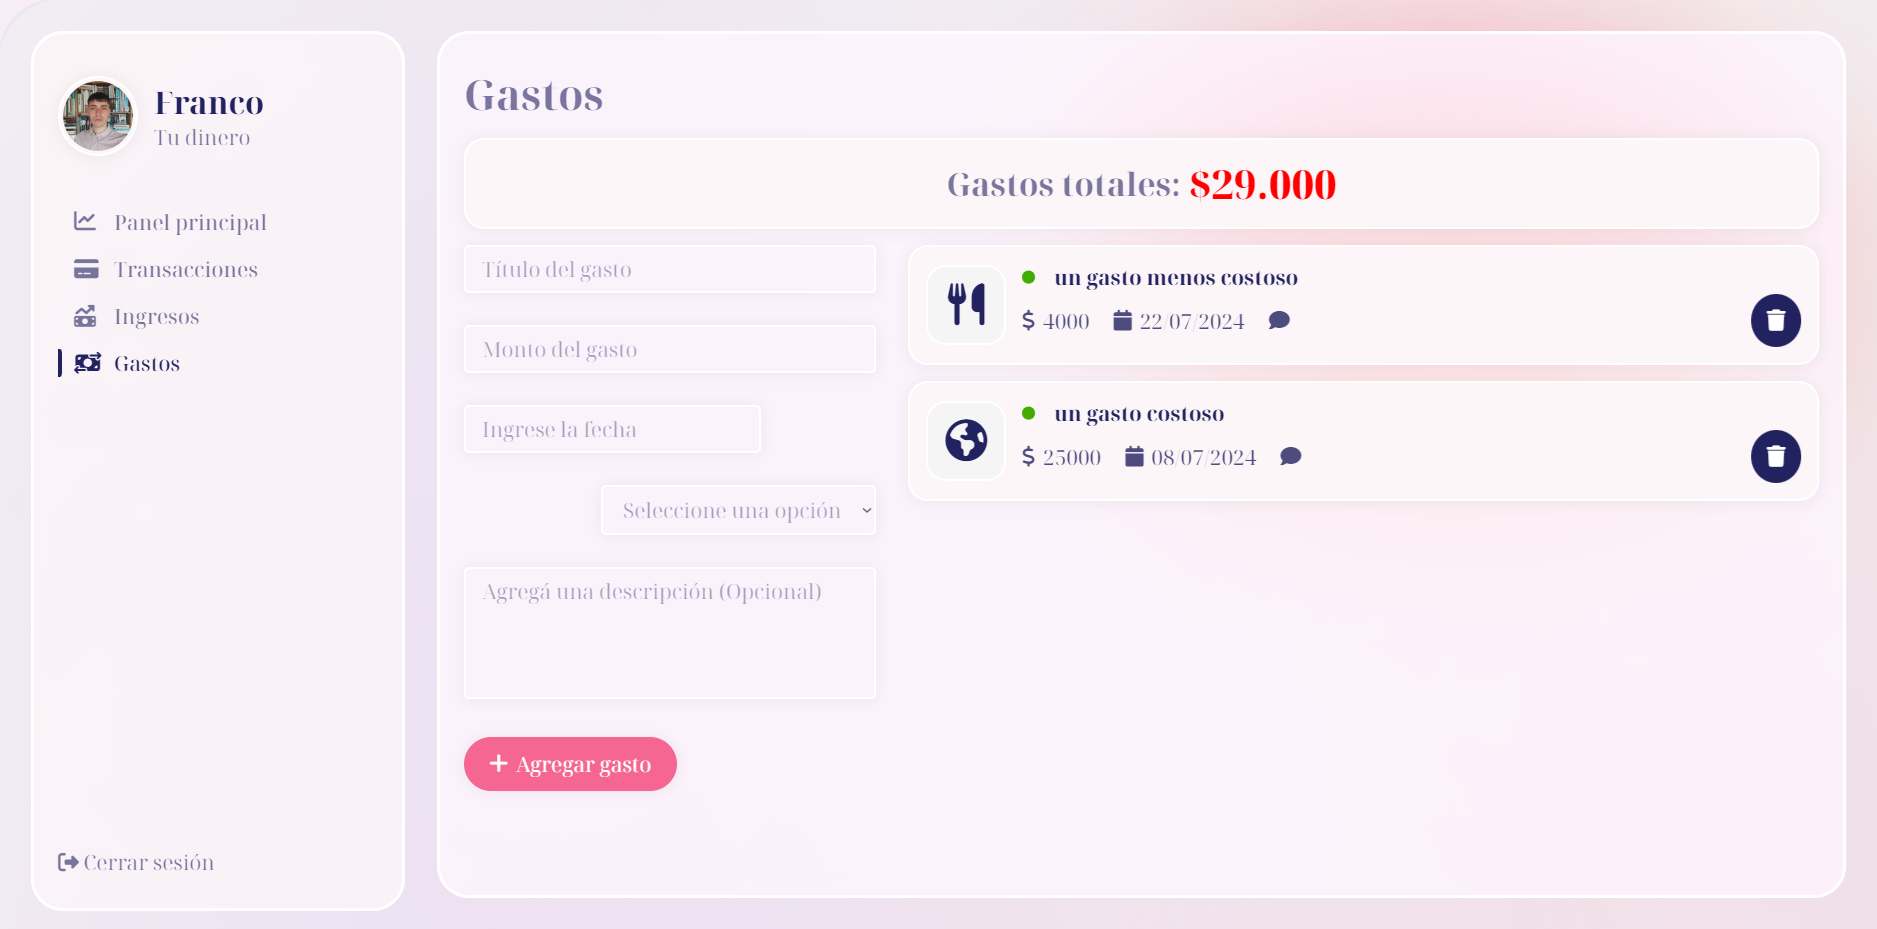 Franco
Tu dinero
Panel principal
Transacciones
Ingresos
Gastos
Cerrar sesión
Gastos
Gastos totales: $29.000
Título del gasto
Monto del gasto
Ingrese la fecha
Seleccione una opción
Agregá una descripción (Opcional)
Agregar gasto
un gasto menos costoso
$ 4000 22/07/2024
un gasto costoso
$ 25000 08/07/2024